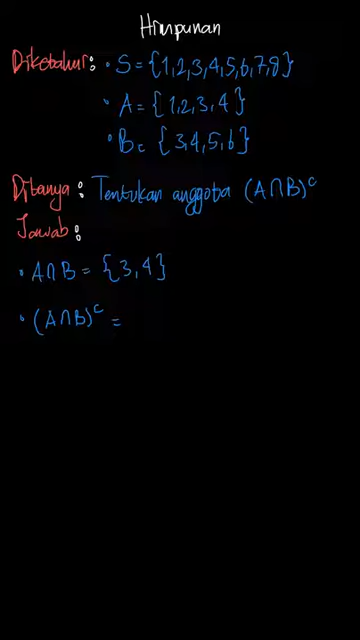 Himpunan
Diketahui: • S = {1,2,3,4,5,6,7,8}
• A = {1,2,3,4}
• B = {3,4,5,6}
Ditanya: Tentukan anggota (A∩B)ᶜ
Jawab:
• A∩B = {3,4}
• (A∩B)ᶜ =